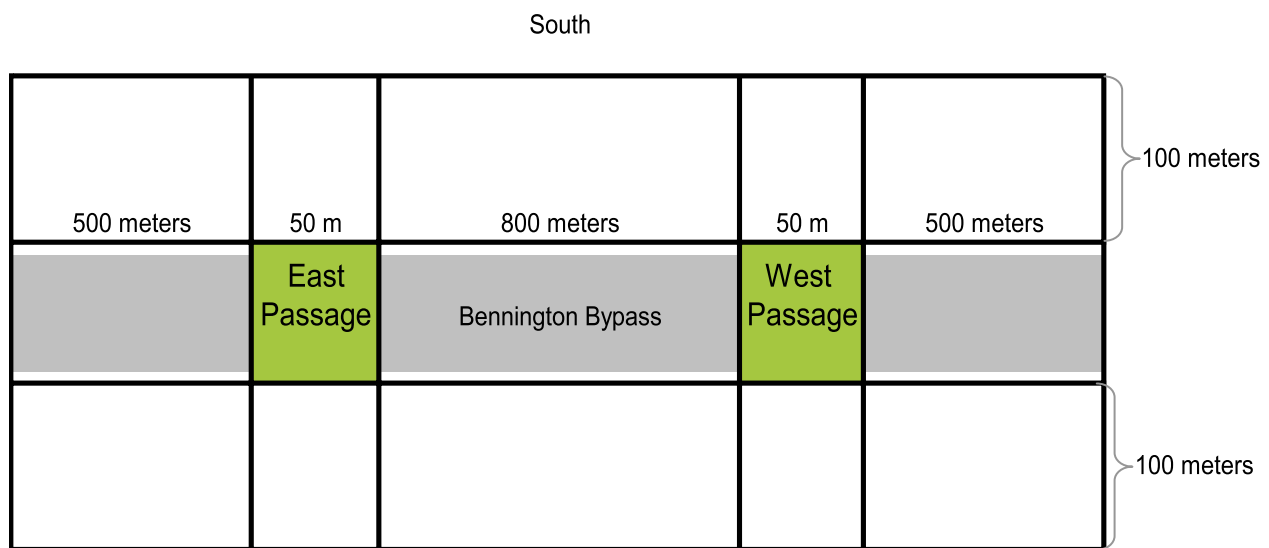 South
100 meters
500 meters
50 m
800 meters
50 m
500 meters
East
Passage
Bennington Bypass
West
Passage
100 meters